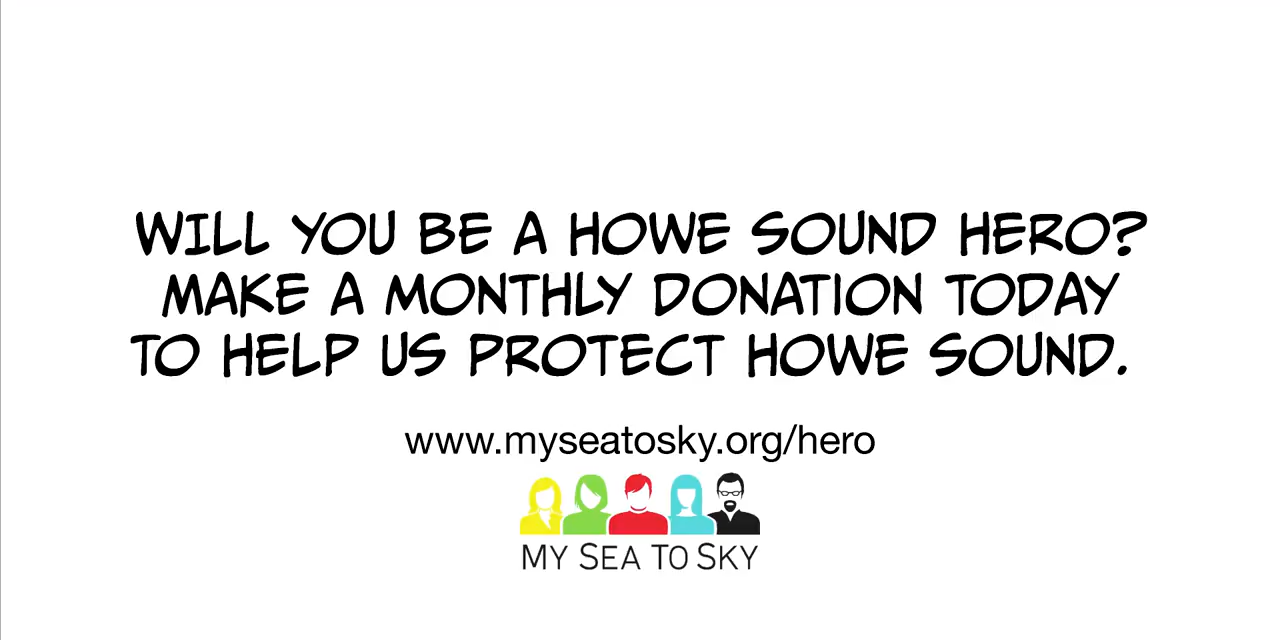 WILL YOU BE A HOWE SOUND HERO?
MAKE A MONTHLY DONATION TODAY
TO HELP US PROTECT HOWE SOUND.
www.myseatosky.org/hero
MY SEA TO SKY